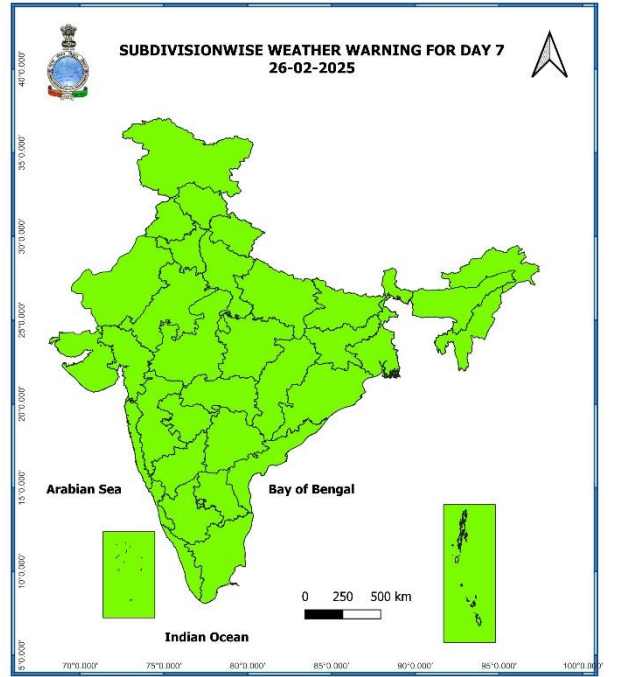 SUBDIVISIONWISE WEATHER WARNING FOR DAY 7
26-02-2025
40°0.000'
35°0.000'
30°0.000'
25°0.000'
20°0.000'
15°0.000'
10°0.000'
5°0.000'
Arabian Sea
Bay of Bengal
0 250 500 km
Indian Ocean
70°0.000' 75°0.000' 80°0.000' 85°0.000' 90°0.000' 95°0.000' 100°0.000'